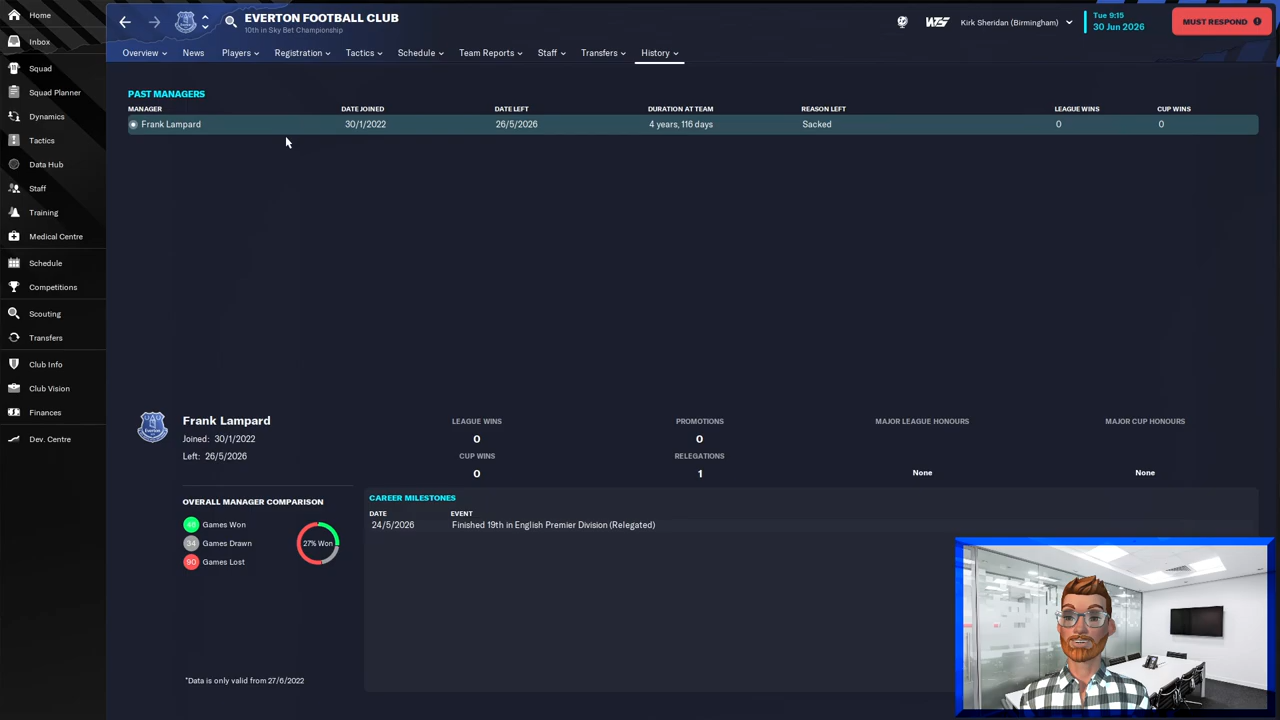 EVERTON FOOTBALL CLUB
10th in Sky Bet Championship
Kirk Sheridan (Birmingham)
Tue 9:15
30 Jun 2026
MUST RESPOND
Home
Inbox
Squad
Squad Planner
Dynamics
Tactics
Data Hub
Staff
Training
Medical Centre
Schedule
Competitions
Scouting
Transfers
Club Info
Club Vision
Finances
Dev. Centre
Overview News Players Registration Tactics Schedule Team Reports Staff Transfers History
PAST MANAGERS
MANAGER DATE JOINED DATE LEFT DURATION AT TEAM REASON LEFT LEAGUE WINS CUP WINS
Frank Lampard 30/1/2022 26/5/2026 4 years, 116 days Sacked 0 0
Frank Lampard
Joined: 30/1/2022
Left: 26/5/2026
LEAGUE WINS PROMOTIONS MAJOR LEAGUE HONOURS MAJOR CUP HONOURS
0 0
CUP WINS RELEGATIONS
0 1 None None
OVERALL MANAGER COMPARISON
Games Won
34 Games Drawn
90 Games Lost
27% Won
*Data is only valid from 27/6/2022
CAREER MILESTONES
DATE EVENT
24/5/2026 Finished 19th in English Premier Division (Relegated)